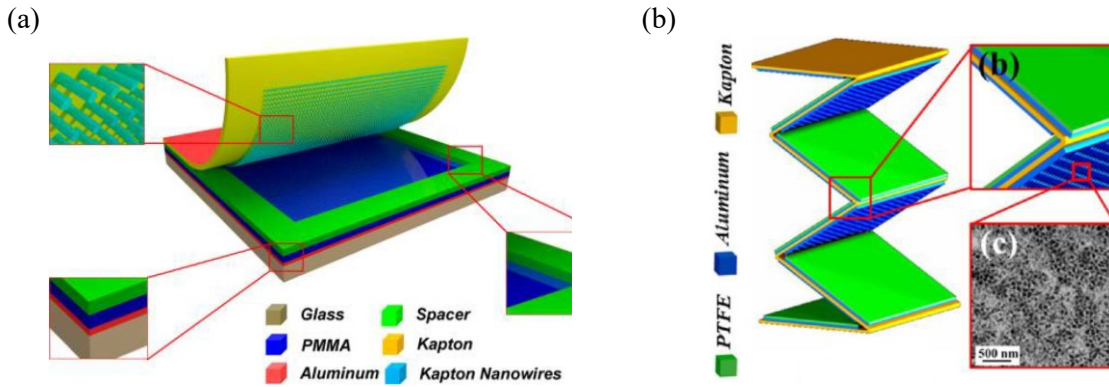 (a)
Glass
Spacer
PMMA
Kapton
Aluminum
Kapton Nanowires
(b)
Kapton
Aluminum
PTFE
(b)
(c)
500 nm